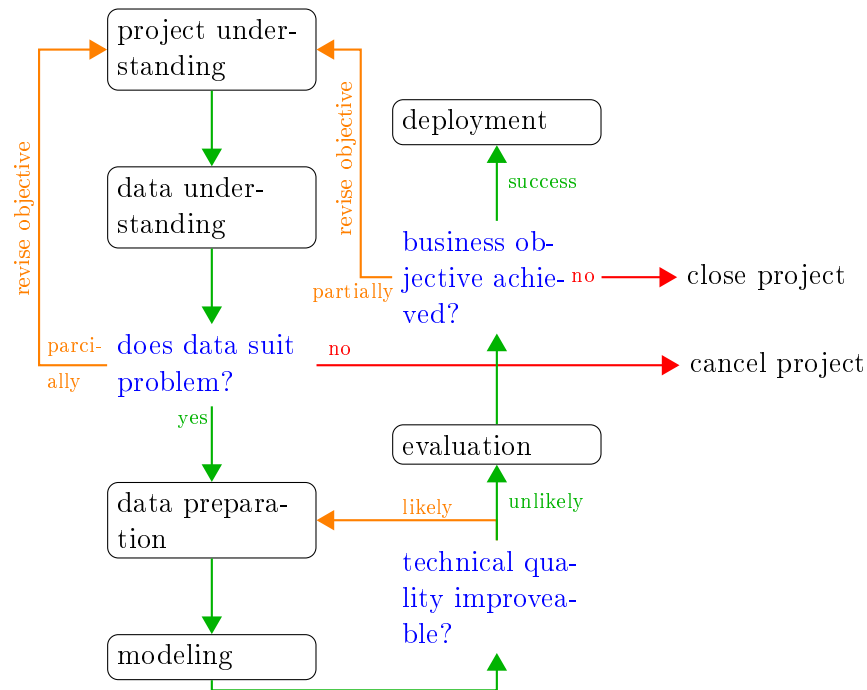 project under-
standing
revise objective
revise objective
deployment
data under-
standing
success
business ob-
jective achie-
ved?
no
close project
partially
parci-
ally
does data suit
problem?
no
cancel project
yes
evaluation
data prepara-
tion
likely
unlikely
technical qua-
lity improvea-
ble?
modeling